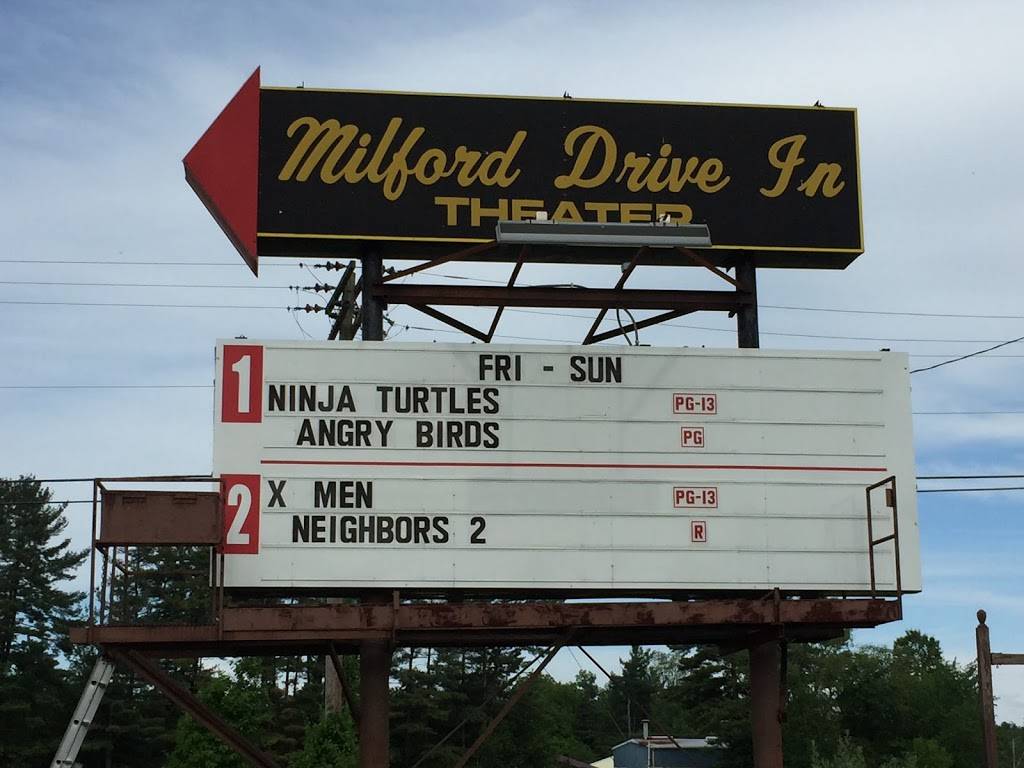 Milford Drive In
THEATER
FRI - SUN
1 NINJA TURTLES PG-13
ANGRY BIRDS PG
2 X MEN PG-13
NEIGHBORS 2 R